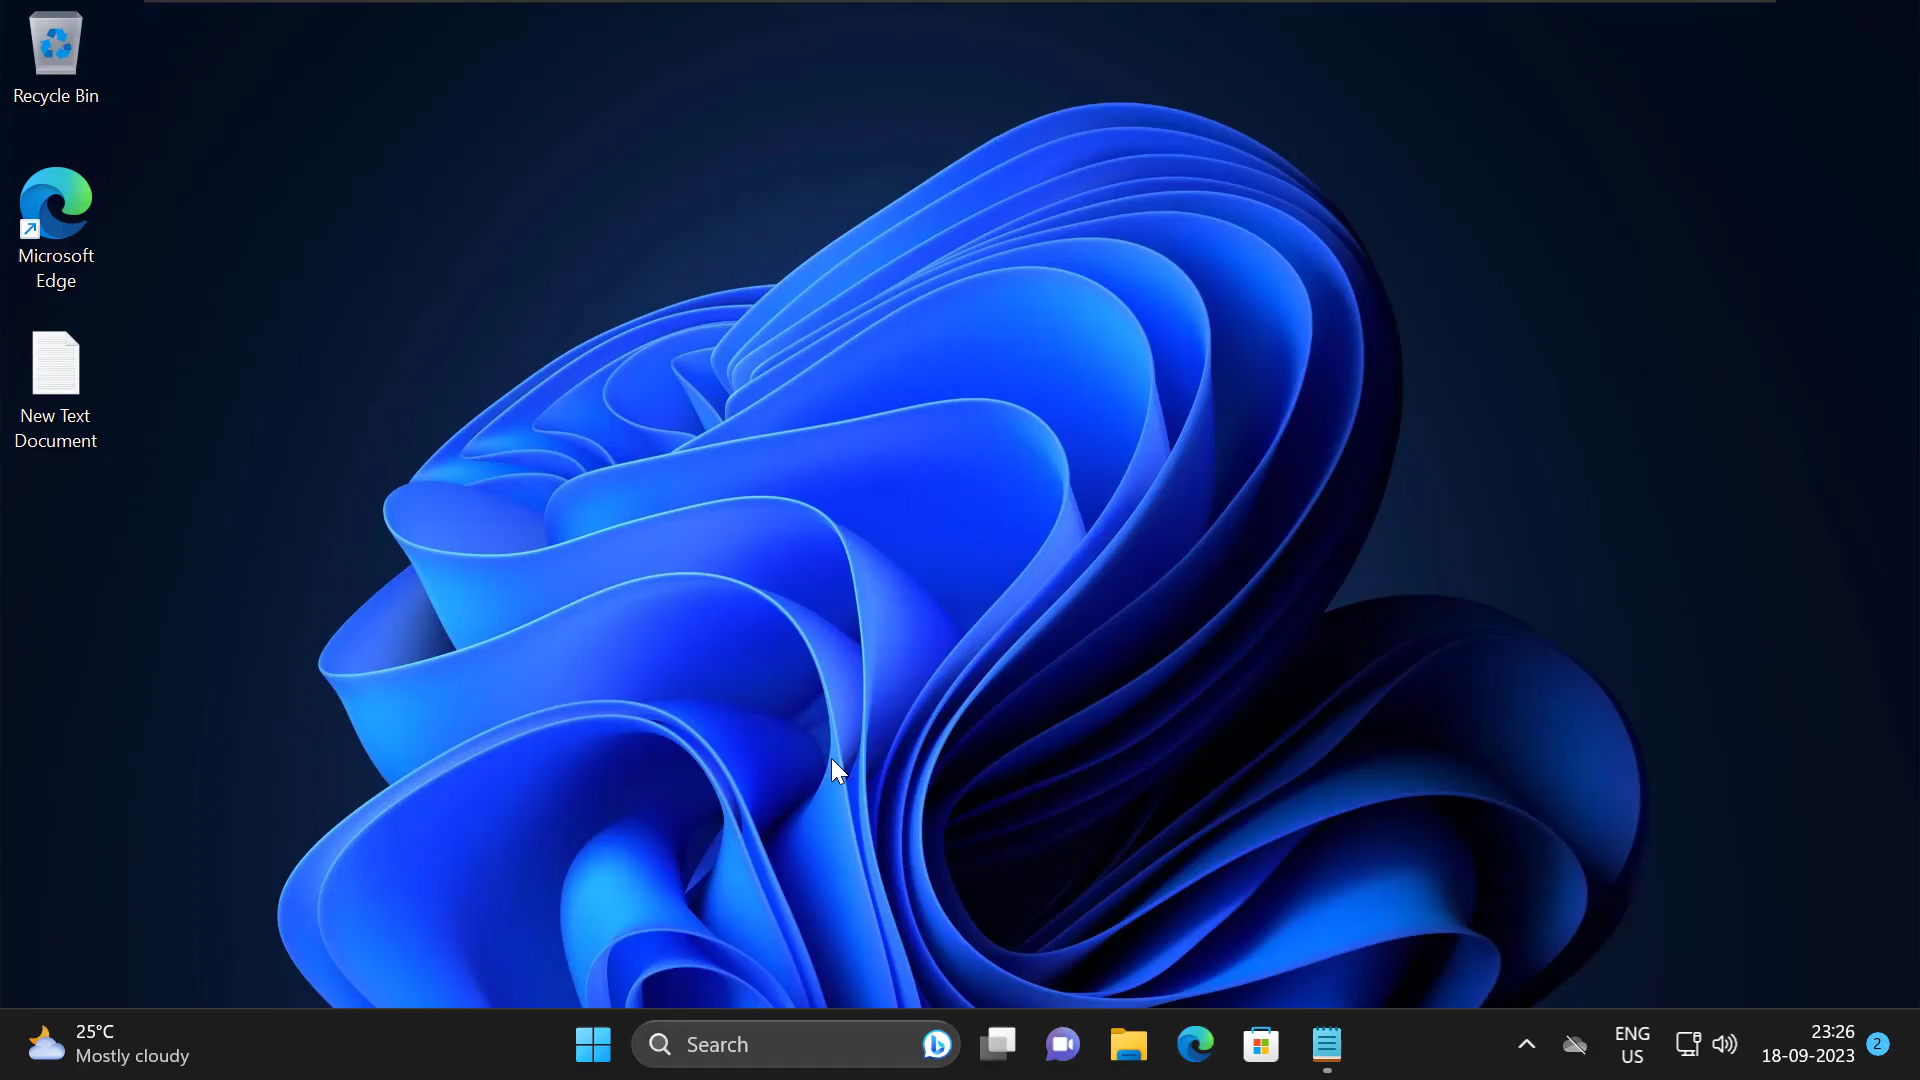 Recycle Bin
Microsoft
Edge
New Text
Document
25°C
Mostly cloudy
Search
ENG
US
23:26
18-09-2023
2